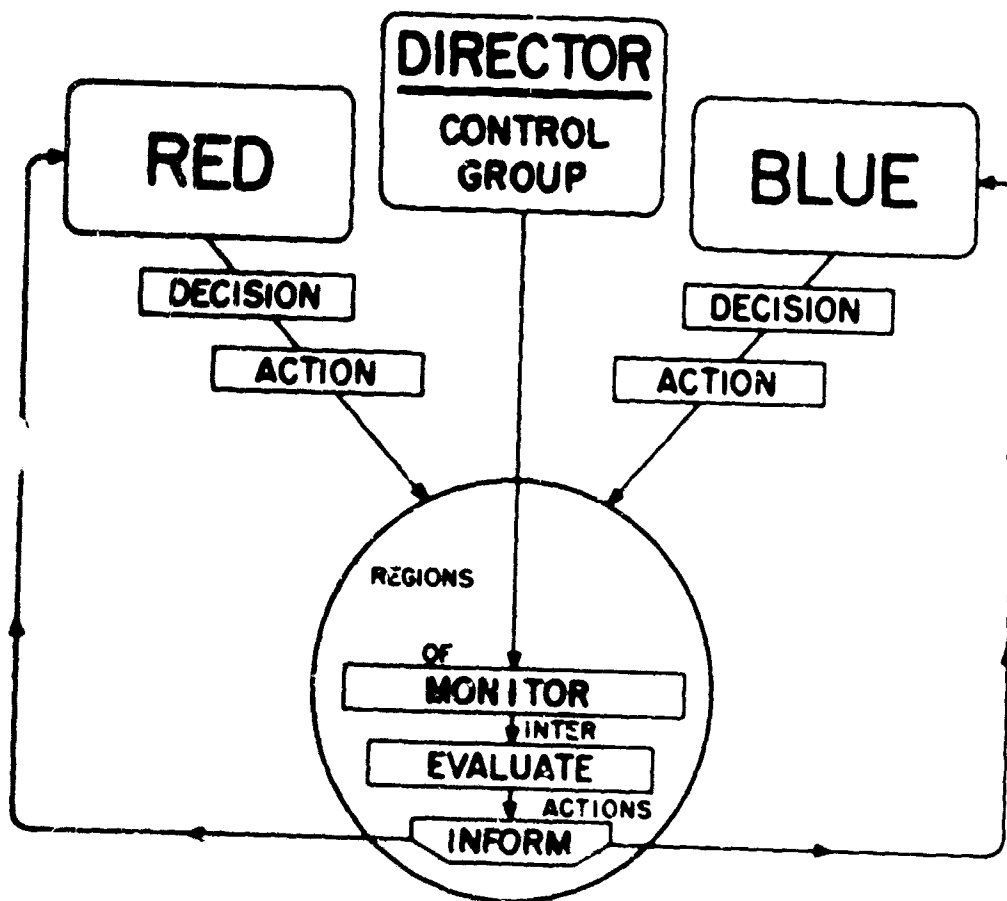 DIRECTOR
CONTROL
GROUP
RED
BLUE
DECISION
ACTION
DECISION
ACTION
REGIONS
OF
MONITOR
INTER
EVALUATE
ACTIONS
INFORM